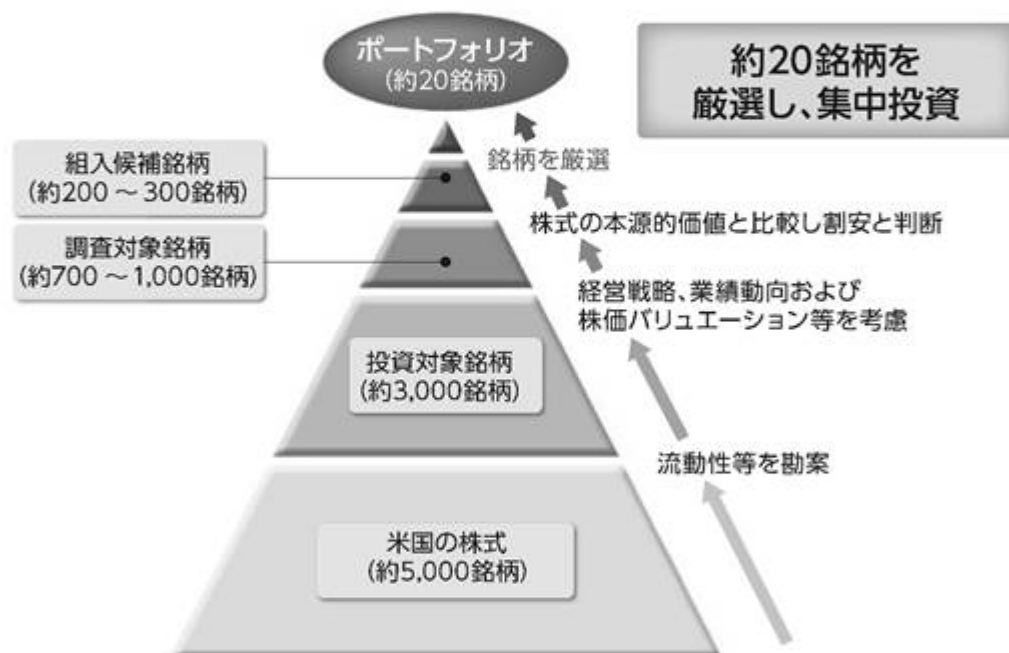 ポートフォリオ
(約20銘柄)
約20銘柄を
厳選し、集中投資
銘柄を厳選
組入候補銘柄
(約200 ～ 300銘柄)
株式の本源的価値と比較し割安と判断
調査対象銘柄
(約700 ～ 1,000銘柄)
経営戦略、業績動向および
株価バリュエーション等を考慮
投資対象銘柄
(約3,000銘柄)
流動性等を勘案
米国の株式
(約5,000銘柄)